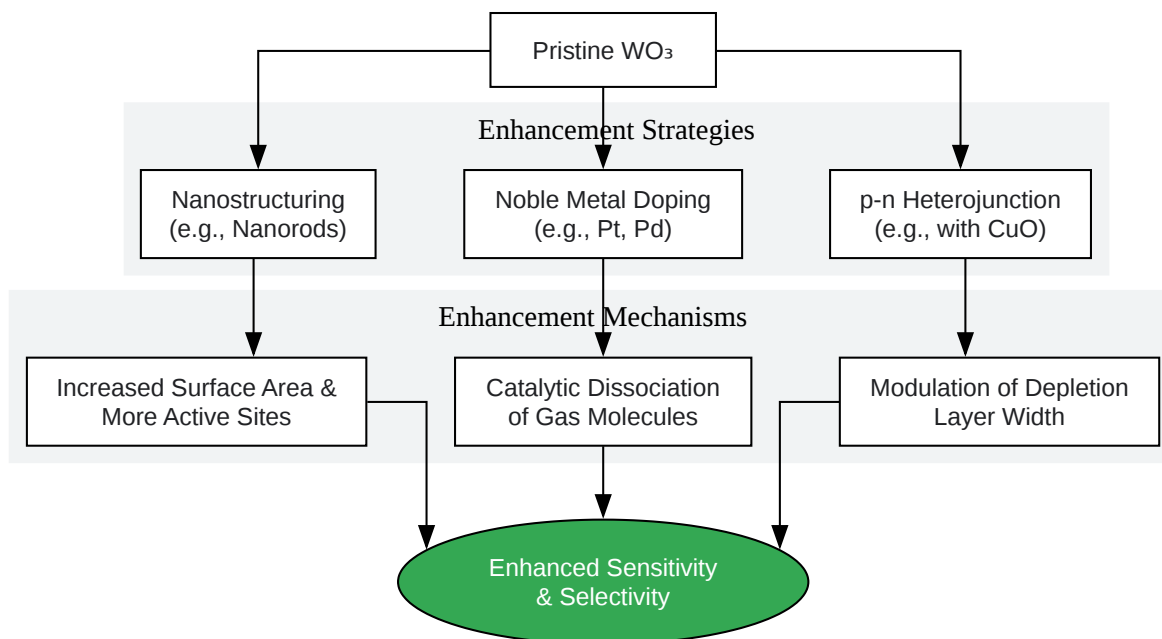 Pristine WO₃
Enhancement Strategies
Nanostructuring
(e.g., Nanorods)
Noble Metal Doping
(e.g., Pt, Pd)
p-n Heterojunction
(e.g., with CuO)
Enhancement Mechanisms
Increased Surface Area &
More Active Sites
Catalytic Dissociation
of Gas Molecules
Modulation of Depletion
Layer Width
Enhanced Sensitivity
& Selectivity